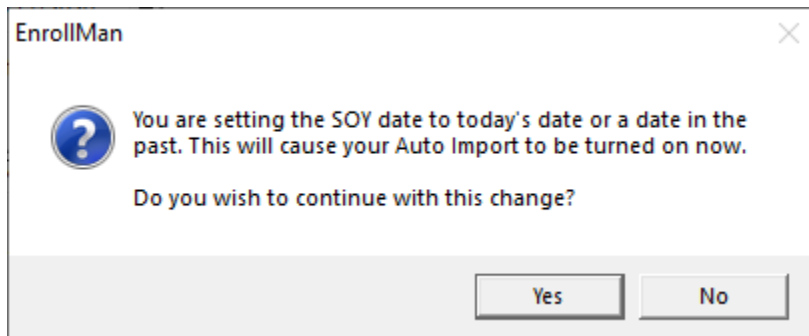 EnrollMan
You are setting the SOY date to today's date or a date in the
past. This will cause your Auto Import to be turned on now.
Do you wish to continue with this change?
Yes
No